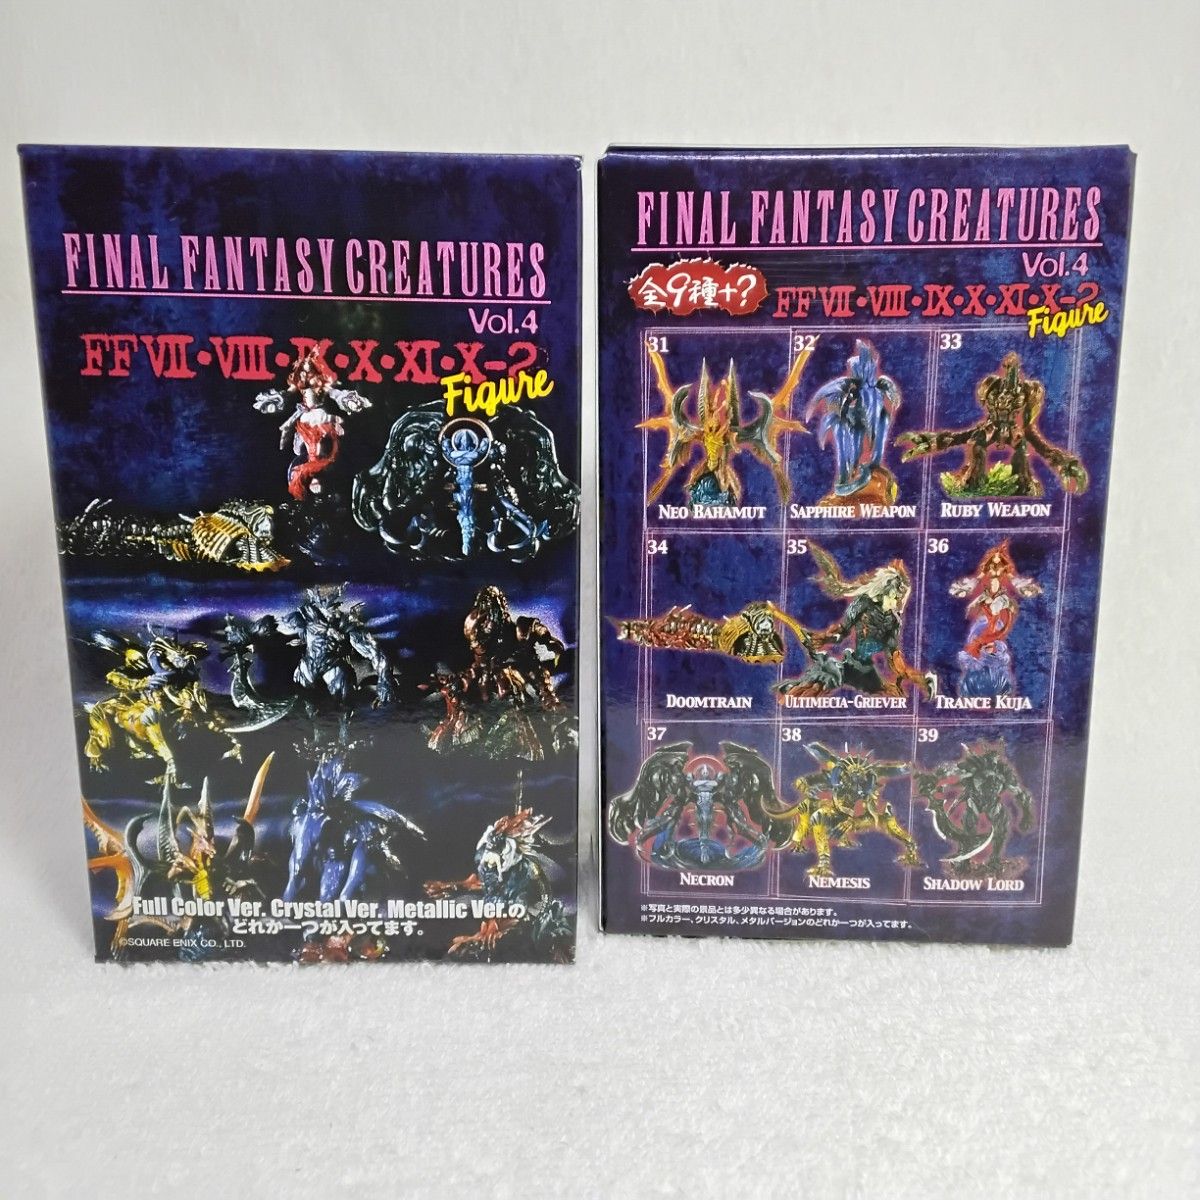 FINAL FANTASY CREATURES
Vol.4
FF VII・VIII・IX・X・XI・X-2
Figure
Full Color Ver. Crystal Ver. Metallic Ver.の
どれか一つが入ってます。
©SQUARE ENIX CO., LTD.
FINAL FANTASY CREATURES
Vol.4
全9種+?
FF VII・VIII・IX・X・XI・X-2
Figure
31
32
33
NEO BAHAMUT
SAPPHIRE WEAPON
RUBY WEAPON
34
35
36
DOOMTRAIN
ULTIMECIA-GRIEVER
TRANCE KUJA
37
38
39
NECRON
NEMESIS
SHADOW LORD
※写真と実際の景品とは多少異なる場合があります。
※フルカラー、クリスタル、メタルバージョンのどれか一つが入ってます。